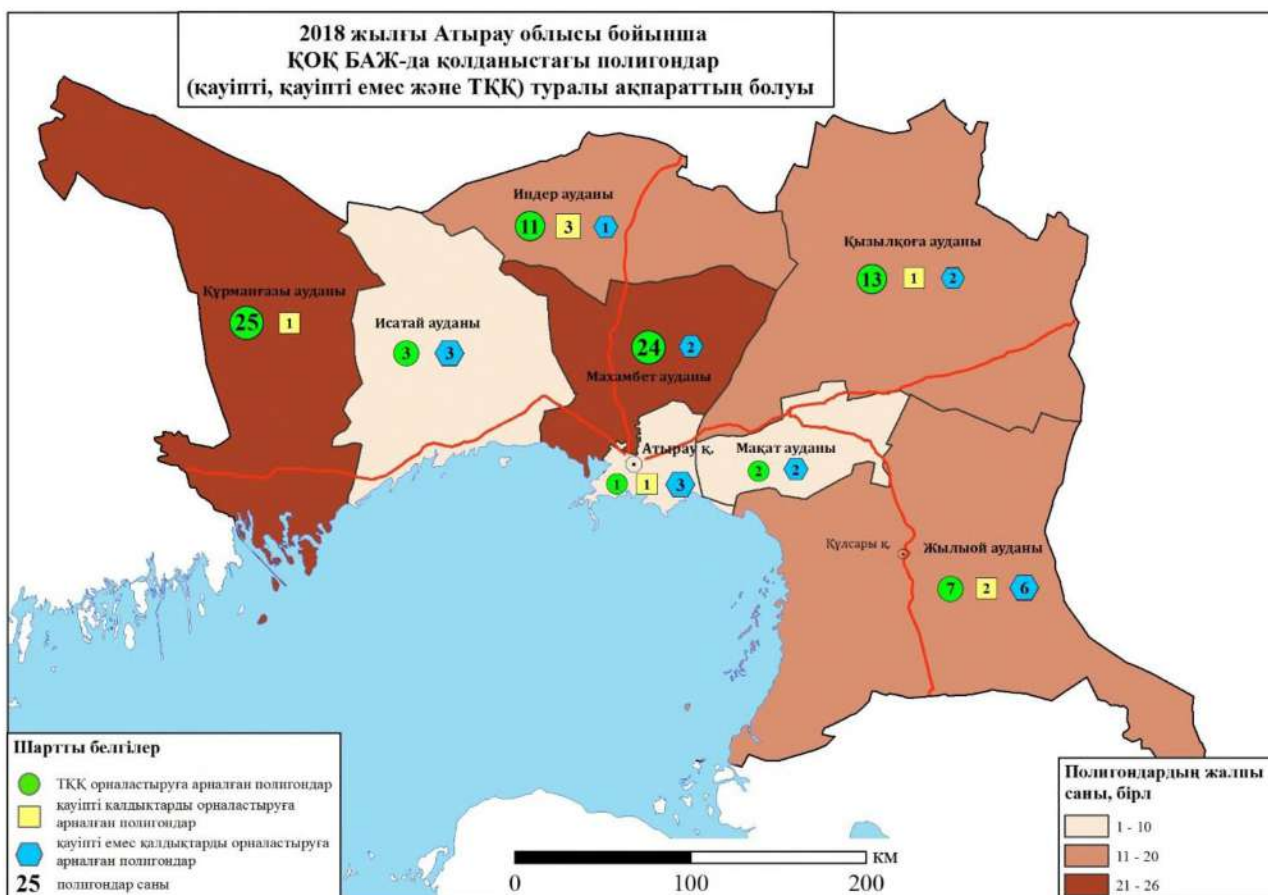 2018 жылғы Атырау облысы бойынша
ҚОҚ БАЖ-да қолданыстағы полигондар
(қауіпті, қауіпті емес және ТҚҚ) туралы ақпараттың болуы
Индер ауданы
11 3 1
Қызылқоға ауданы
13 1 2
Құрманғазы ауданы
25 1
Исатай ауданы
3 3
24 2
Махамбет ауданы
Атырау қ.
1 1 3
Мақат ауданы
2 2
Құлсары қ.
Жылыой ауданы
7 2 6
Шартты белгілер
ТҚҚ орналастыруға арналған полигондар
қауіпті қалдықтарды орналастыруға
арналған полигондар
қауіпті емес қалдықтарды орналастыруға
арналған полигондар
25 полигондар саны
КМ
0 100 200
Полигондардың жалпы
саны, бірл
1 - 10
11 - 20
21 - 26